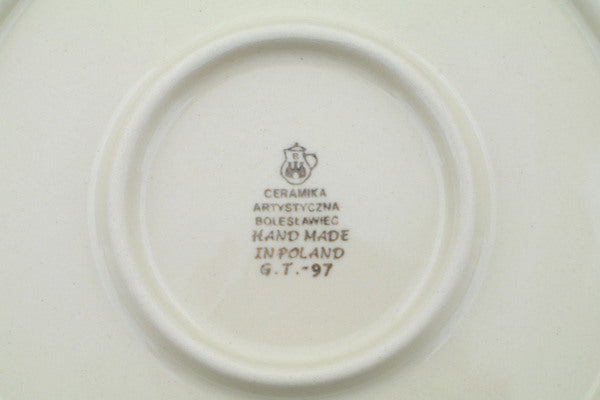 B
CERAMIKA
ARTYSTYCZNA
BOLESŁAWIEC
HAND MADE
IN POLAND
G.T.-97